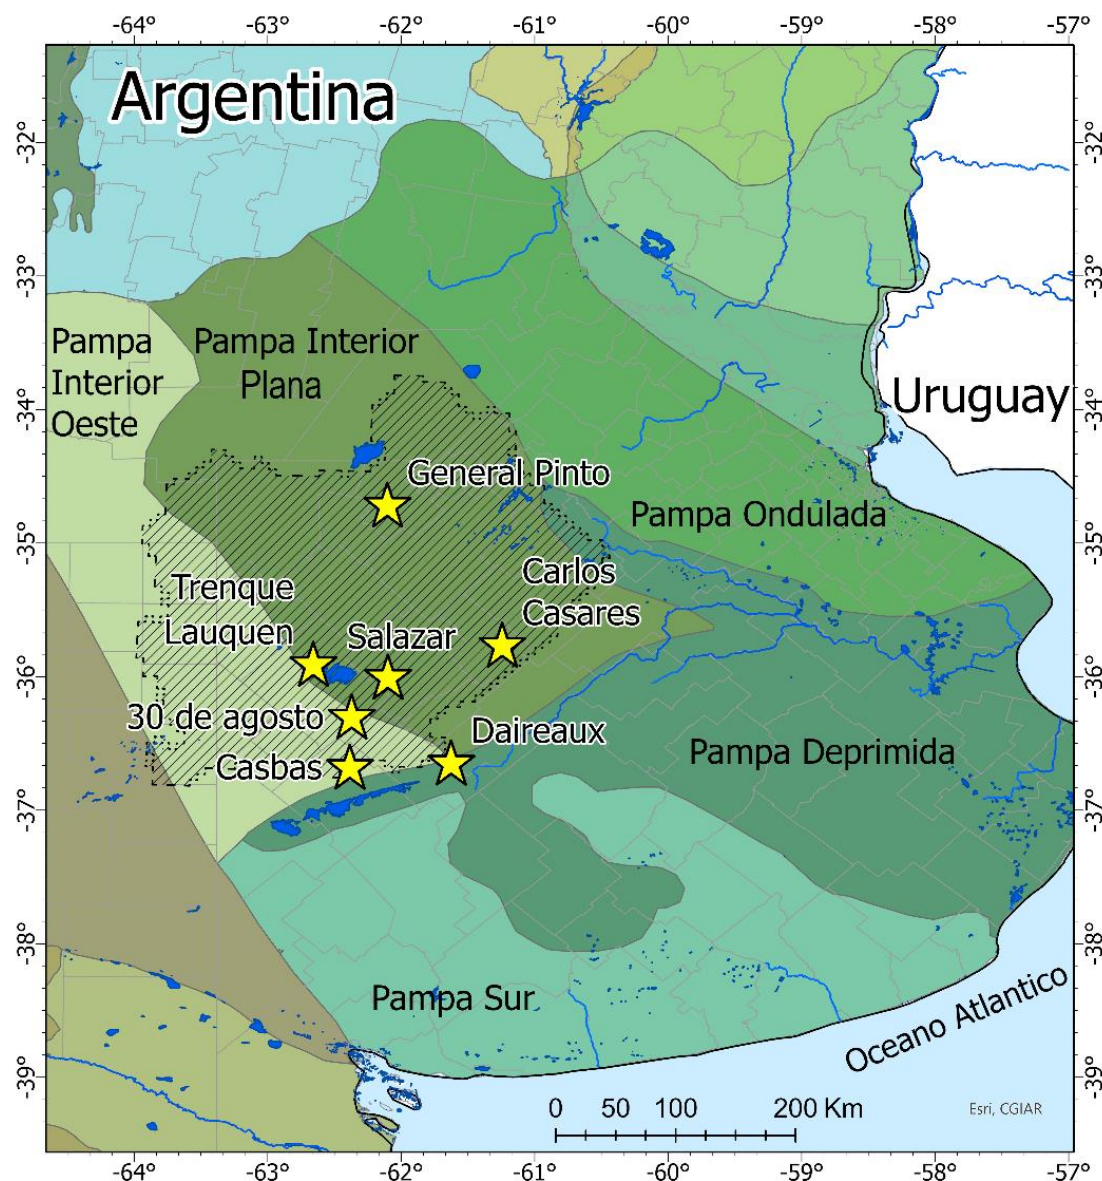 -64° -63° -62° -61° -60° -59° -58° -57°
Argentina
-32° -32°
-33° -33°
Pampa
Interior
Oeste
Pampa Interior
Plana
-34° -34°
Uruguay
General Pinto
Pampa Ondulada
-35° -35°
Trenque
Lauquen
Salazar
Carlos
Casares
-36° -36°
30 de agosto
Casbas
Daireaux
Pampa Deprimida
-37° -37°
-38° -38°
Pampa Sur
Oceano Atlantico
-39° -39°
0 50 100 200 Km
Esri, CGIAR
-64° -63° -62° -61° -60° -59° -58° -57°